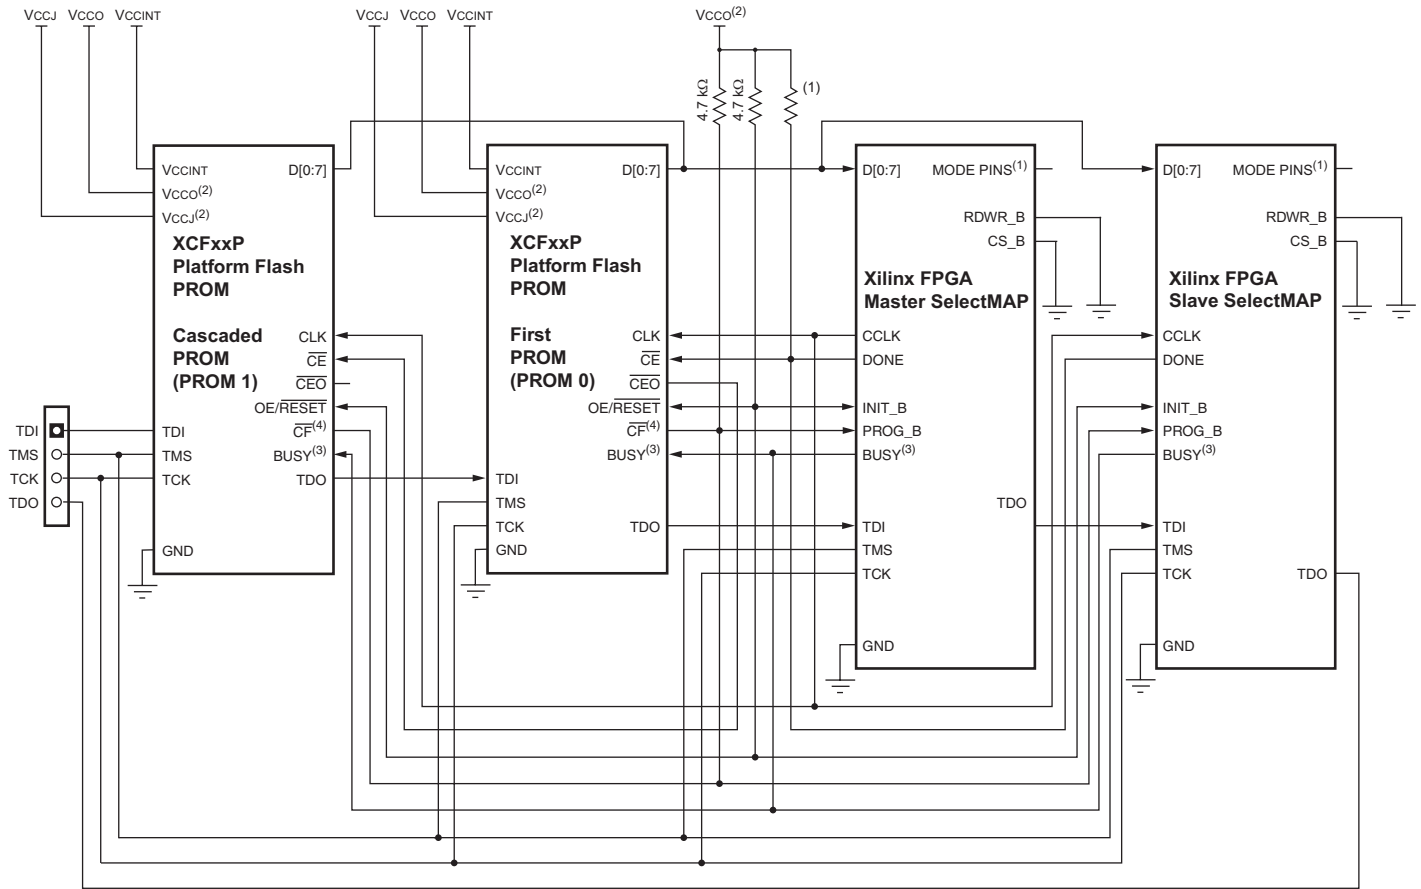 VCCJ VCCO VCCINT
VCCJ VCCO VCCINT
VCCO(2)
4.7 kΩ
4.7 kΩ
(1)
VCCINT
D[0:7]
VCCO(2)
VCCJ(2)
XCFxxP
Platform Flash
PROM
Cascaded
PROM
(PROM 1)
CLK
CE
CEO
OE/RESET
CF(4)
BUSY(3)
TDO
TDI
TMS
TCK
GND
TDI
TMS
TCK
TDO
VCCINT
D[0:7]
VCCO(2)
VCCJ(2)
XCFxxP
Platform Flash
PROM
First
PROM
(PROM 0)
CLK
CE
CEO
OE/RESET
CF(4)
BUSY(3)
TDI
TMS
TCK
TDO
GND
D[0:7]
MODE PINS(1)
RDWR_B
CS_B
Xilinx FPGA
Master SelectMAP
CCLK
DONE
INIT_B
PROG_B
BUSY(3)
TDO
TDI
TMS
TCK
GND
D[0:7]
MODE PINS(1)
RDWR_B
CS_B
Xilinx FPGA
Slave SelectMAP
CCLK
DONE
INIT_B
PROG_B
BUSY(3)
TDI
TMS
TCK
TDO
GND